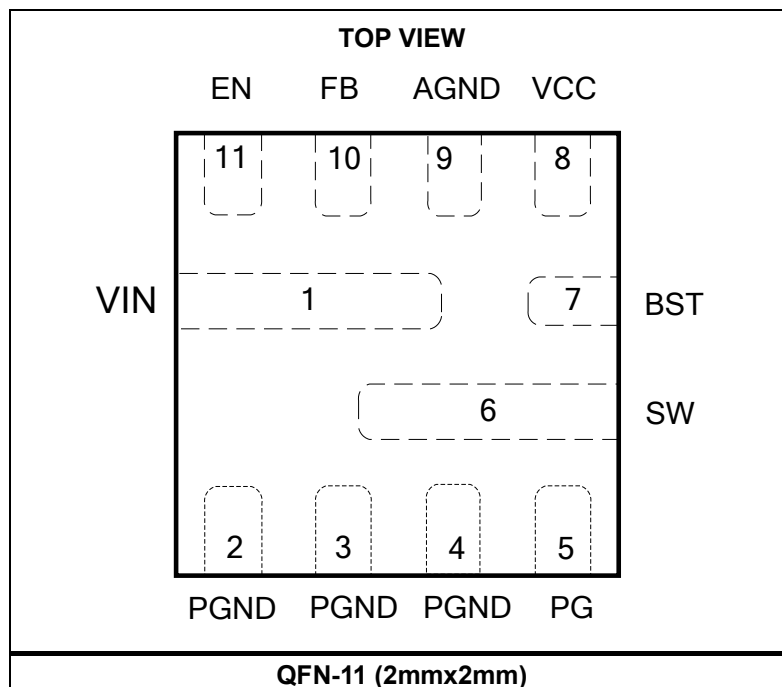 TOP VIEW
EN FB AGND VCC
11 10 9 8
VIN 1 7 BST
6 SW
2 3 4 5
PGND PGND PGND PG
QFN-11 (2mmx2mm)